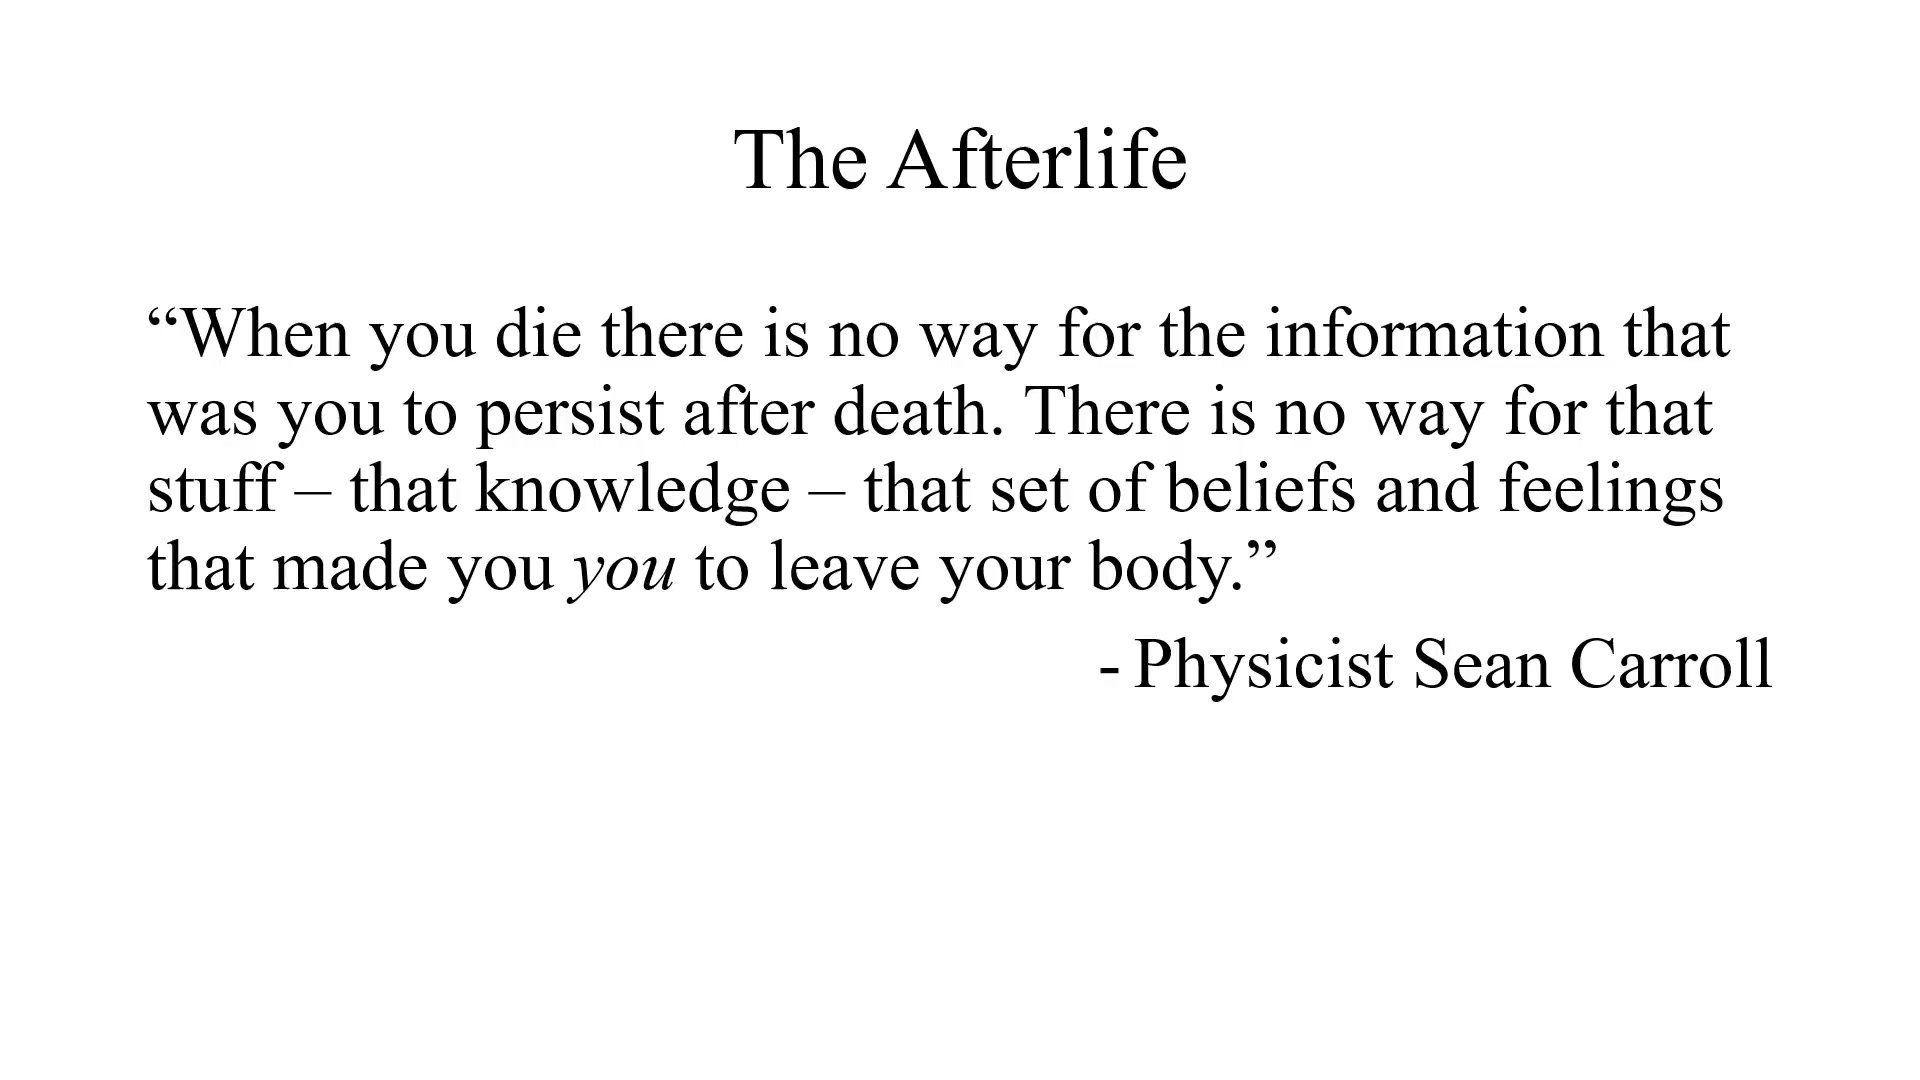 The Afterlife
“When you die there is no way for the information that
was you to persist after death. There is no way for that
stuff – that knowledge – that set of beliefs and feelings
that made you you to leave your body.”
- Physicist Sean Carroll